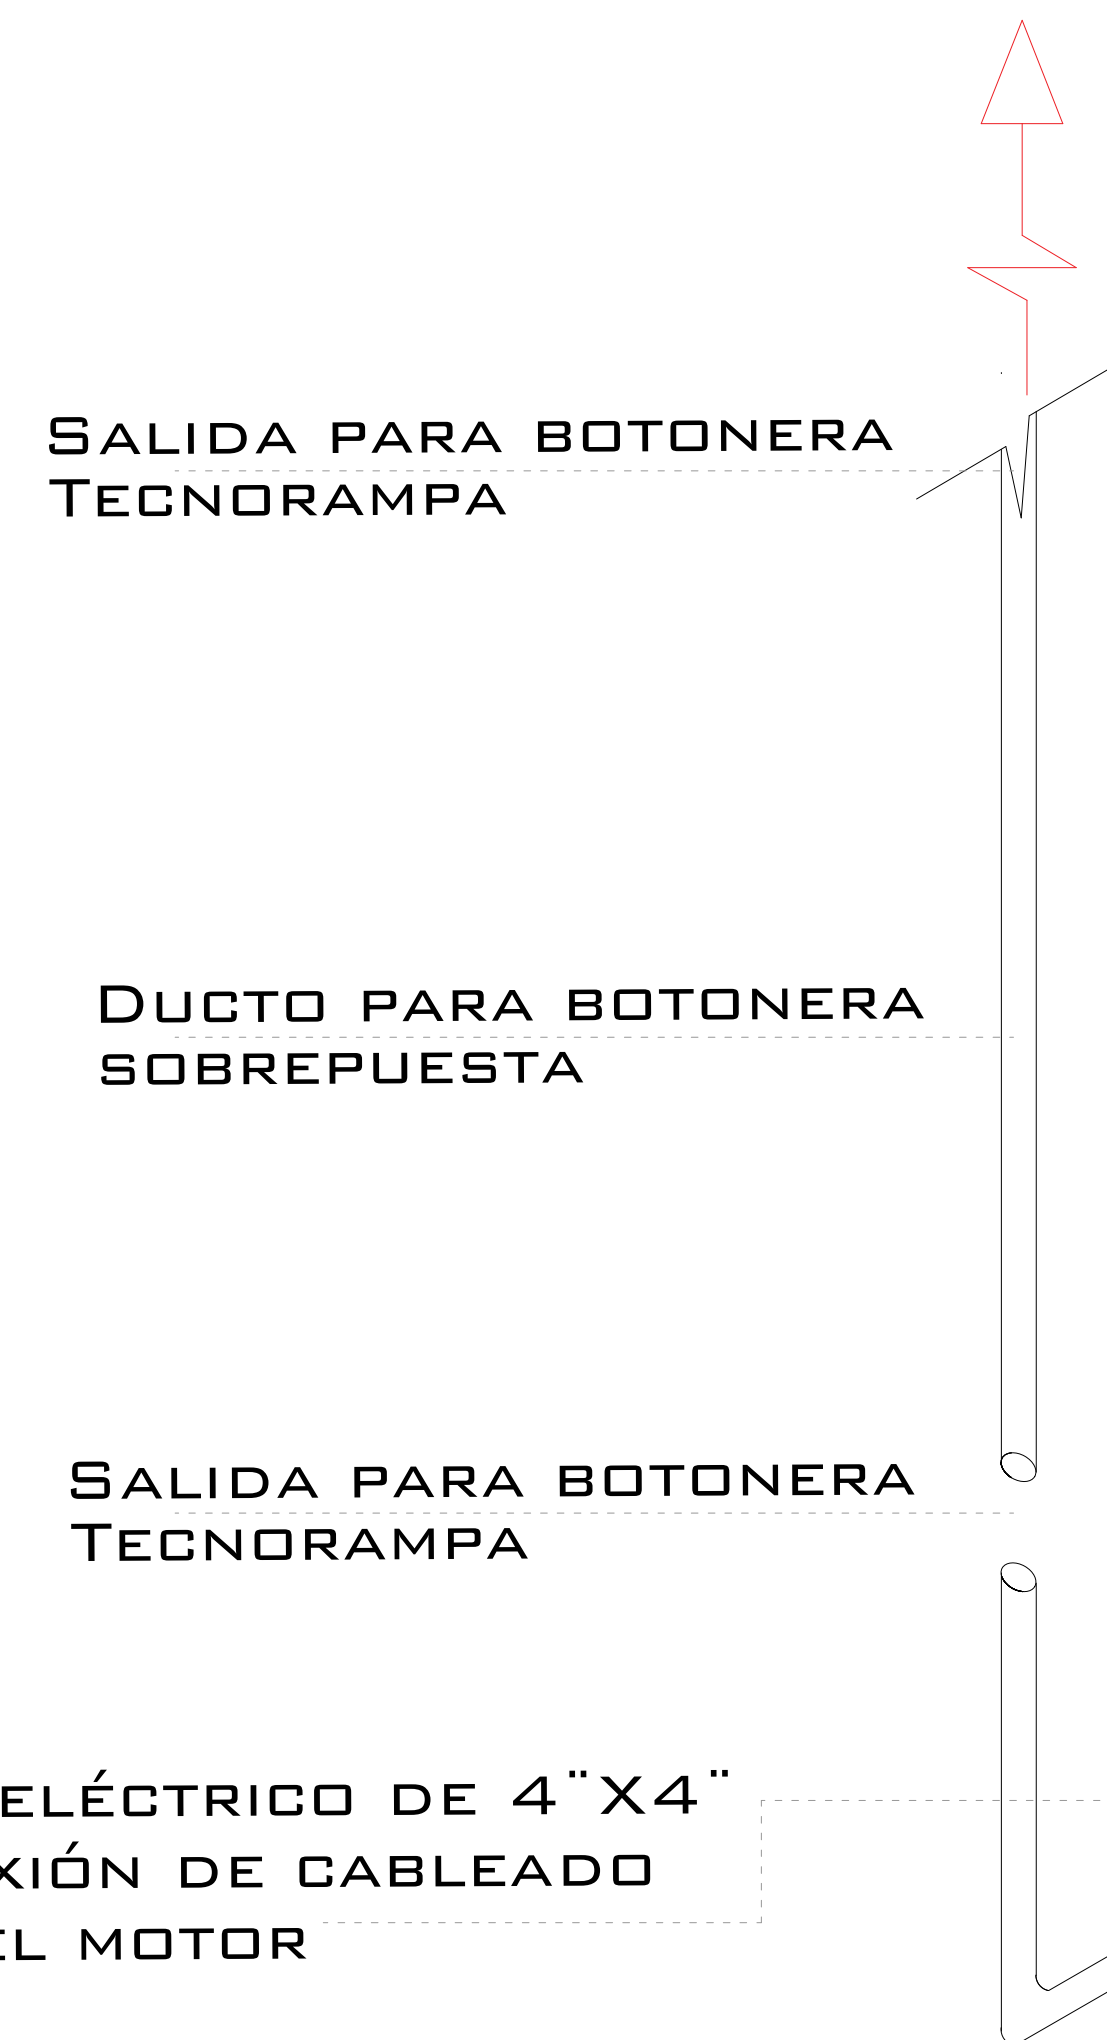 Salida para botonera
Tecnorampa
Ducto para botonera
sobrepuesta
Salida para botonera
Tecnorampa
eléctrico de 4¨x4¨
xión de cableado
el motor